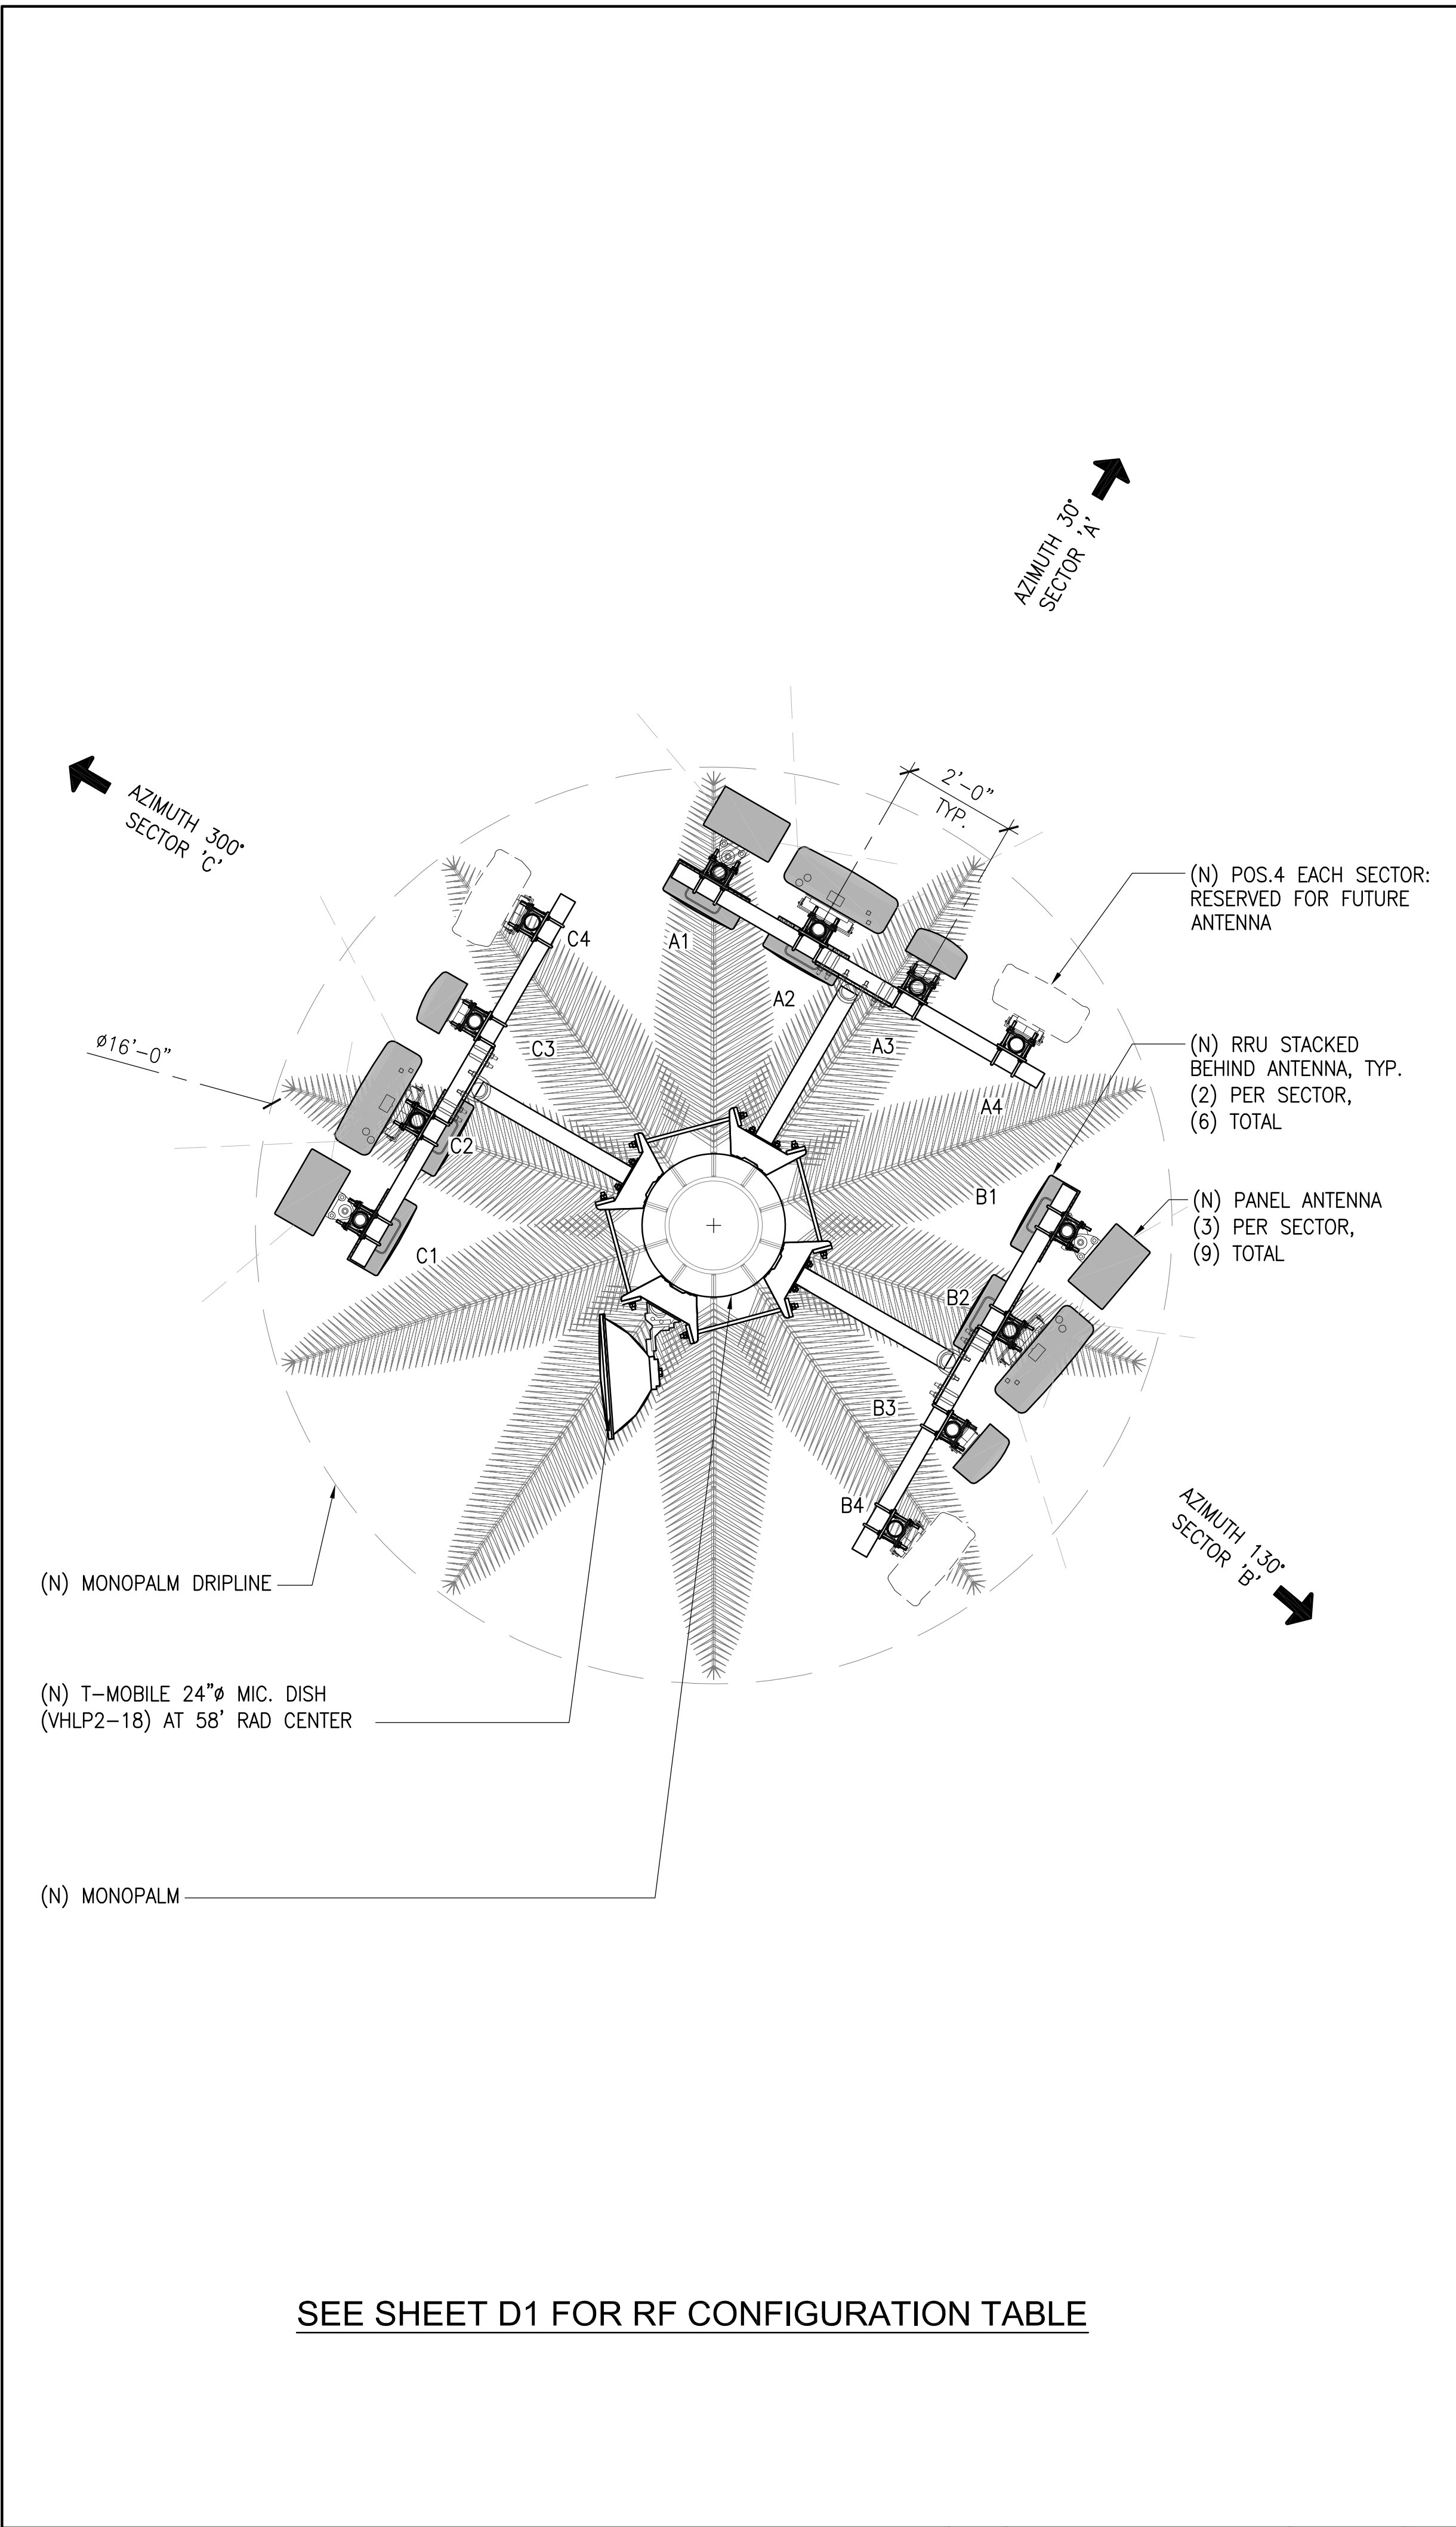 AZIMUTH 30°
SECTOR 'A'
AZIMUTH 300°
SECTOR 'C'
2'-0"
TYP.
(N) POS.4 EACH SECTOR:
RESERVED FOR FUTURE
ANTENNA
C4
A1
A2
A3
C3
Ø16'-0"
(N) RRU STACKED
BEHIND ANTENNA, TYP.
(2) PER SECTOR,
(6) TOTAL
A4
C2
B1
(N) PANEL ANTENNA
(3) PER SECTOR,
(9) TOTAL
C1
B2
B3
B4
AZIMUTH 130°
SECTOR 'B'
(N) MONOPALM DRIPLINE
(N) T-MOBILE 24"Ø MIC. DISH
(VHLP2-18) AT 58' RAD CENTER
(N) MONOPALM
SEE SHEET D1 FOR RF CONFIGURATION TABLE